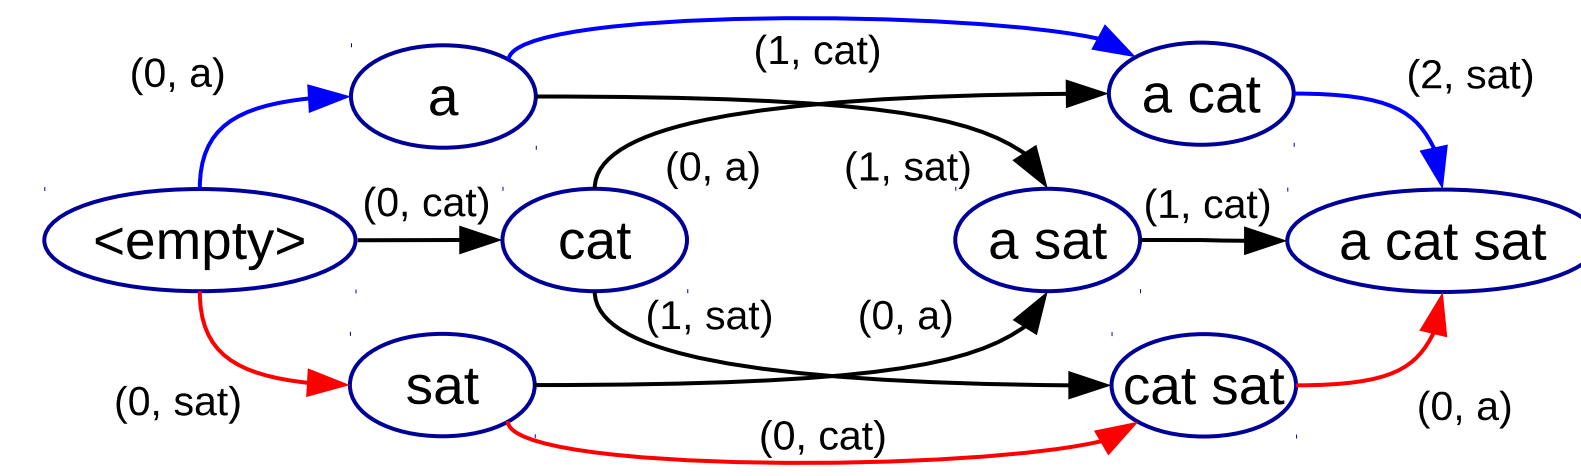 (0, a)
a
(1, cat)
a cat
(2, sat)
(0, a)
(1, sat)
<empty>
(0, cat)
cat
a sat
(1, cat)
a cat sat
(1, sat)
(0, a)
(0, sat)
sat
cat sat
(0, cat)
(0, a)